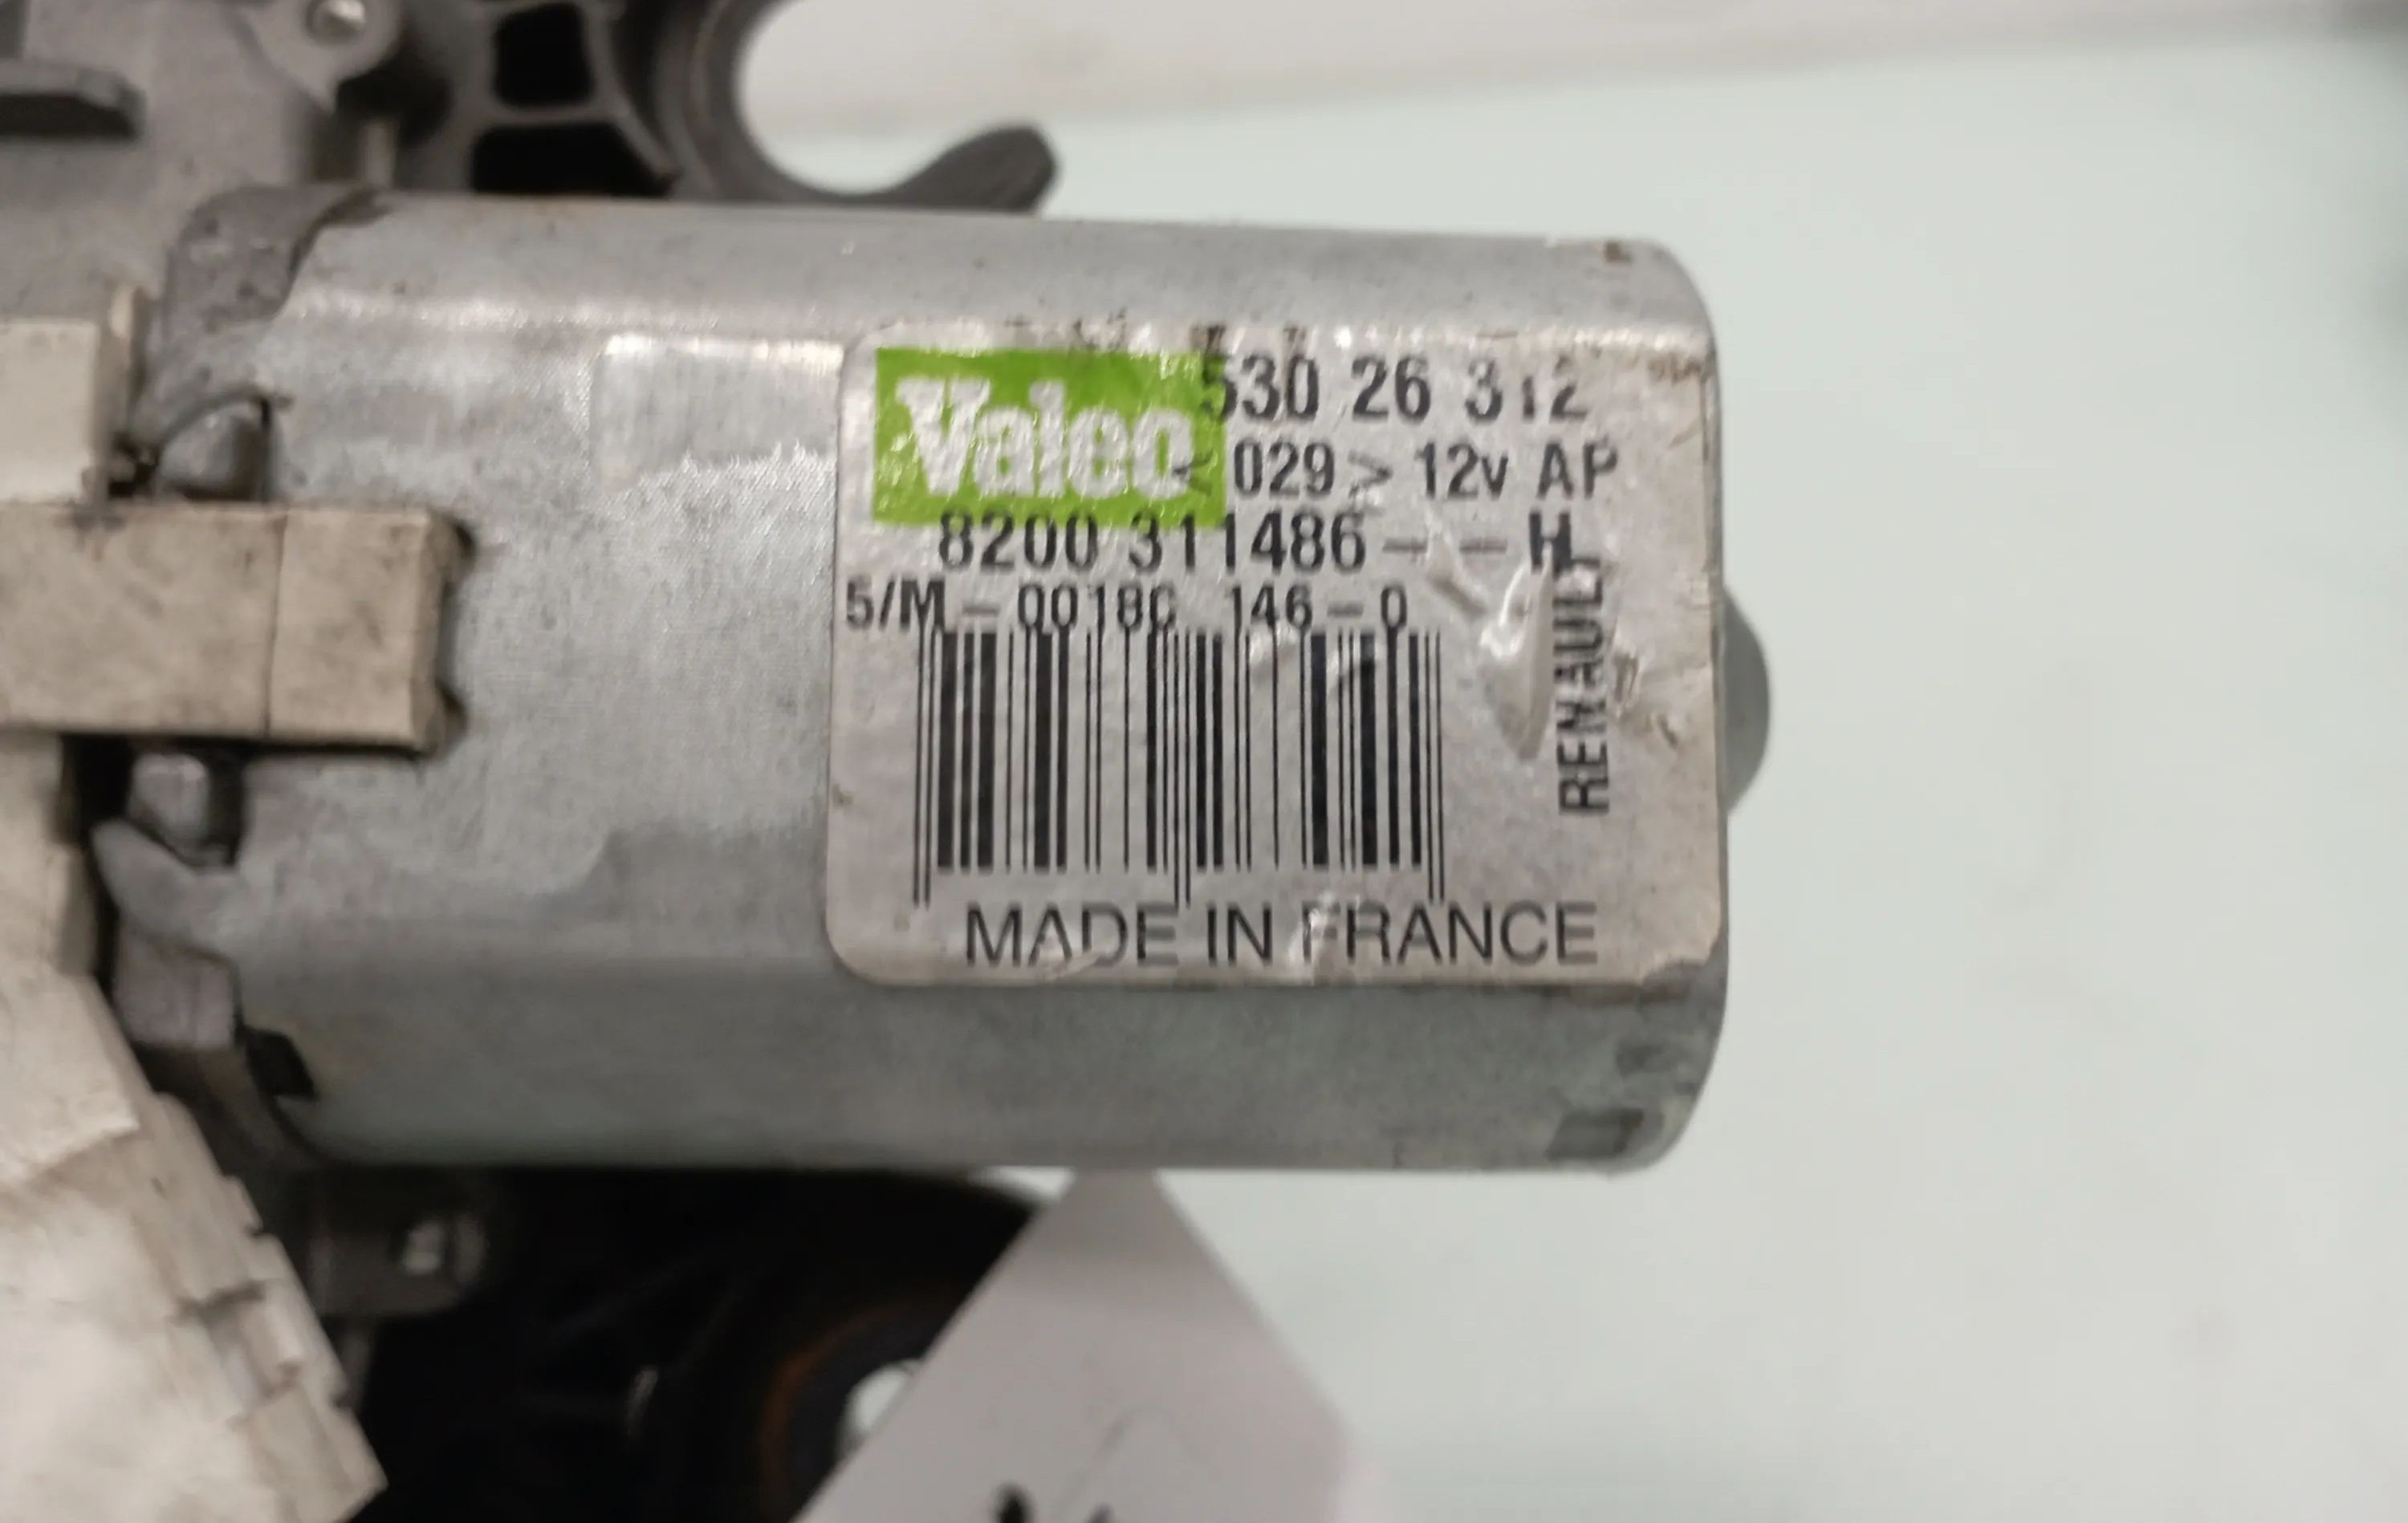 Valeo 530 26 312
< 029 > 12v AP
8200 311486 - - H
5/M - 00180 146 - 0
RENAULT
MADE IN FRANCE